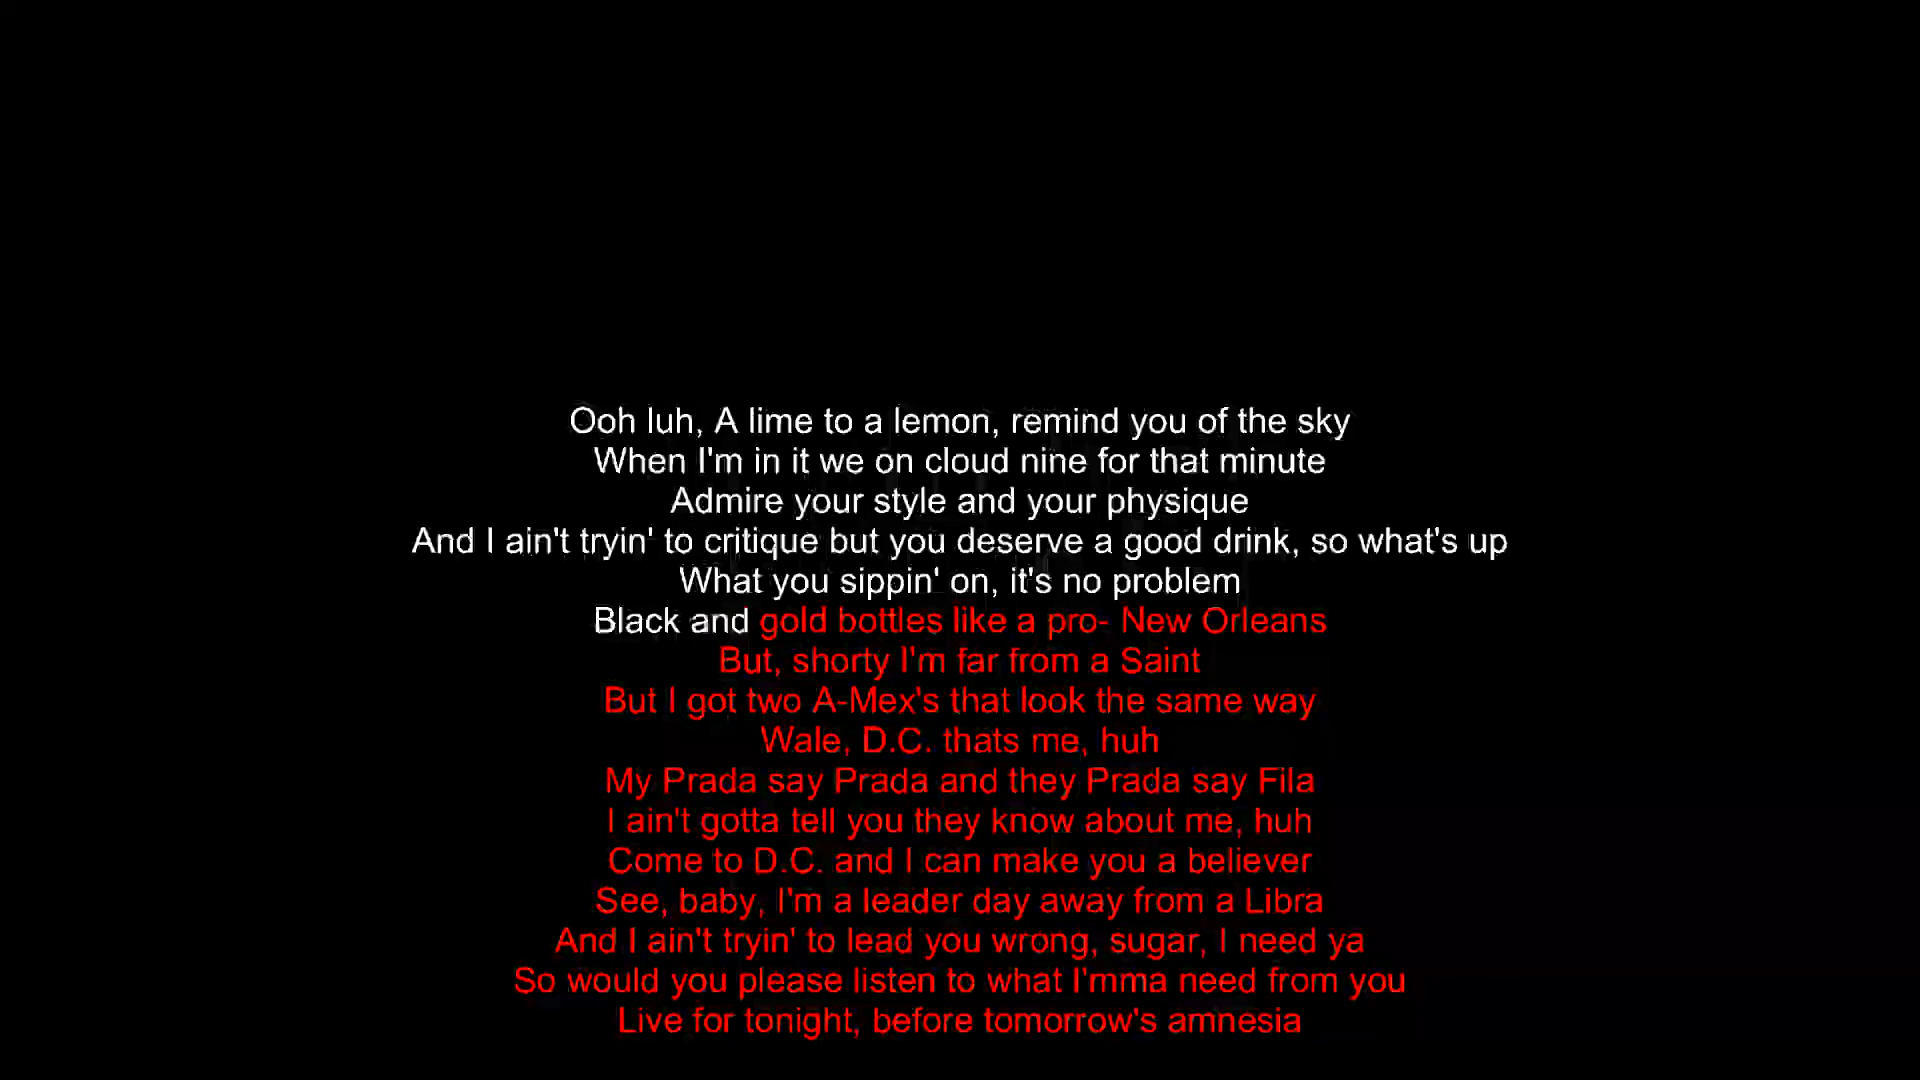 Ooh luh, A lime to a lemon, remind you of the sky
When I'm in it we on cloud nine for that minute
Admire your style and your physique
And I ain't tryin' to critique but you deserve a good drink, so what's up
What you sippin' on, it's no problem
Black and gold bottles like a pro- New Orleans
But, shorty I'm far from a Saint
But I got two A-Mex's that look the same way
Wale, D.C. thats me, huh
My Prada say Prada and they Prada say Fila
I ain't gotta tell you they know about me, huh
Come to D.C. and I can make you a believer
See, baby, I'm a leader day away from a Libra
And I ain't tryin' to lead you wrong, sugar, I need ya
So would you please listen to what I'mma need from you
Live for tonight, before tomorrow's amnesia